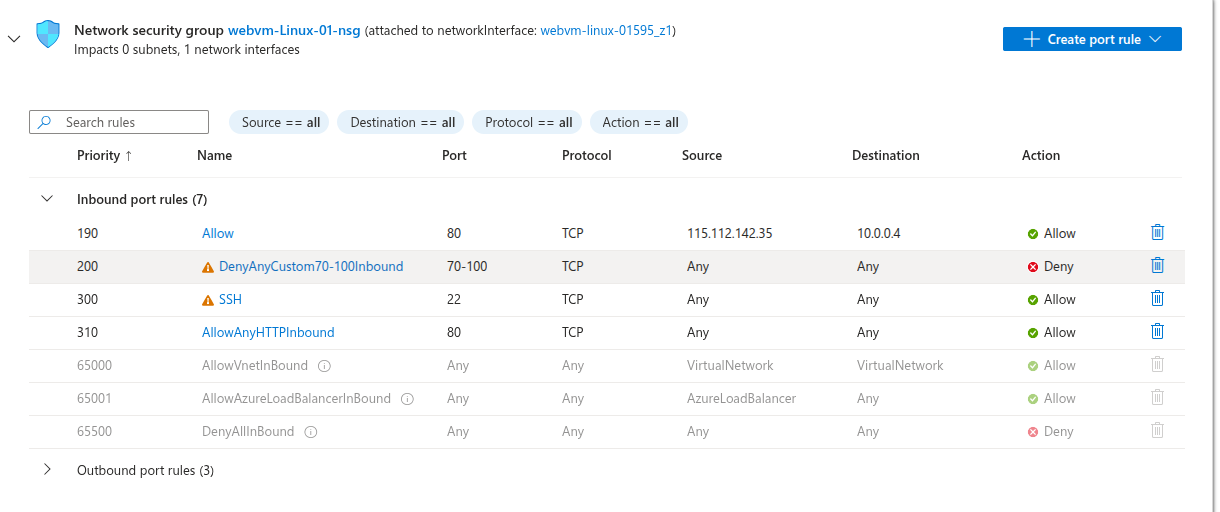 Network security group webvm-Linux-01-nsg (attached to networkInterface: webvm-linux-01595_z1)
Impacts 0 subnets, 1 network interfaces
Create port rule
Search rules
Source == all
Destination == all
Protocol == all
Action == all
Priority ↑ Name Port Protocol Source Destination Action
Inbound port rules (7)
190 Allow 80 TCP 115.112.142.35 10.0.0.4 Allow
200 DenyAnyCustom70-100Inbound 70-100 TCP Any Any Deny
300 SSH 22 TCP Any Any Allow
310 AllowAnyHTTPInbound 80 TCP Any Any Allow
65000 AllowVnetInBound Any Any VirtualNetwork VirtualNetwork Allow
65001 AllowAzureLoadBalancerInBound Any Any AzureLoadBalancer Any Allow
65500 DenyAllInBound Any Any Any Any Deny
Outbound port rules (3)